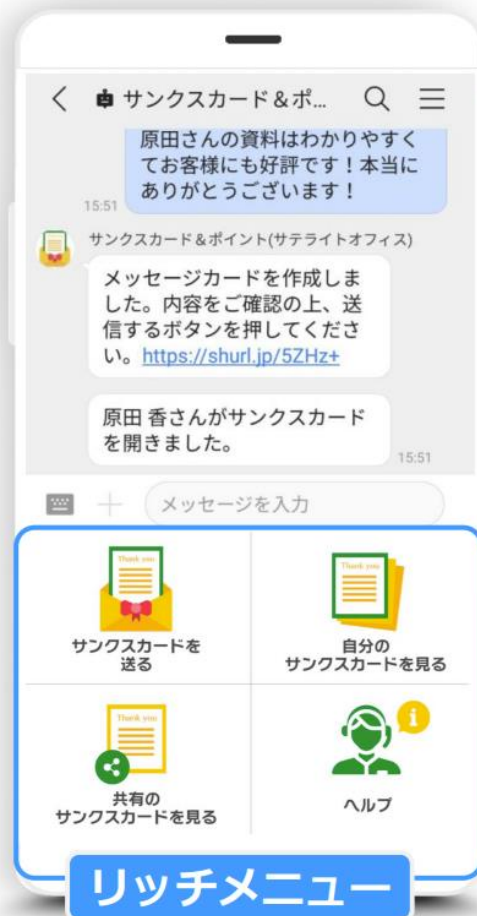 サンクスカード&ポ...
原田さんの資料はわかりやすく
てお客様にも好評です!本当に
ありがとうございます!
15:51
サンクスカード&ポイント(サテライトオフィス)
メッセージカードを作成しま
した。内容をご確認の上、送
信するボタンを押してくださ
い。https://shurl.jp/5ZHz+
原田 香さんがサンクスカード
を開きました。
15:51
メッセージを入力
Thank you
サンクスカードを
送る
Thank you
自分の
サンクスカードを見る
Thank you
共有の
サンクスカードを見る
i
ヘルプ
リッチメニュー